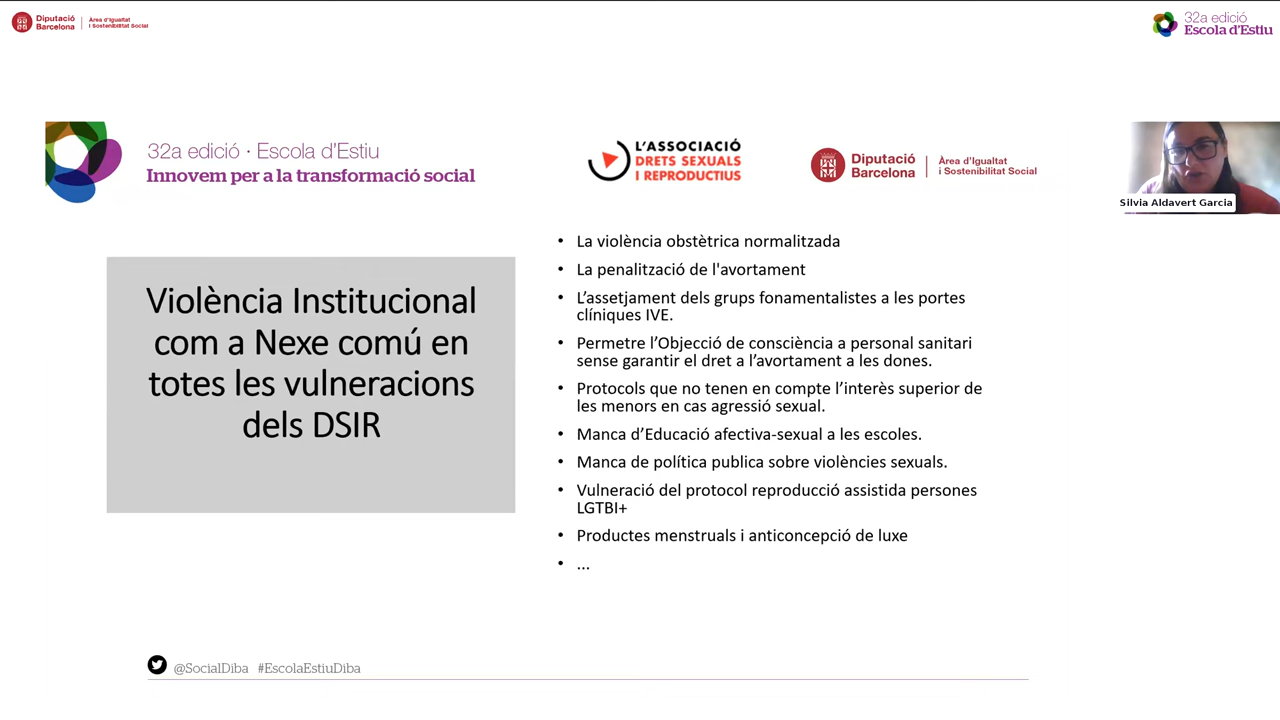 Diputació
Barcelona
Àrea d'Igualtat
i Sostenibilitat Social
32a edició
Escola d'Estiu
32a edició · Escola d'Estiu
Innovem per a la transformació social
L'ASSOCIACIÓ
DRETS SEXUALS
I REPRODUCTIUS
Diputació
Barcelona
Àrea d'Igualtat
i Sostenibilitat Social
Silvia Aldavert Garcia
Violència Institucional
com a Nexe comú en
totes les vulneracions
dels DSIR
• La violència obstètrica normalitzada
• La penalització de l'avortament
• L’assetjament dels grups fonamentalistes a les portes
clíniques IVE.
• Permetre l’Objecció de consciència a personal sanitari
sense garantir el dret a l’avortament a les dones.
• Protocols que no tenen en compte l’interès superior de
les menors en cas agressió sexual.
• Manca d’Educació afectiva-sexual a les escoles.
• Manca de política publica sobre violències sexuals.
• Vulneració del protocol reproducció assistida persones
LGTBI+
• Productes menstruals i anticoncepció de luxe
• ...
@SocialDiba #EscolaEstiuDiba